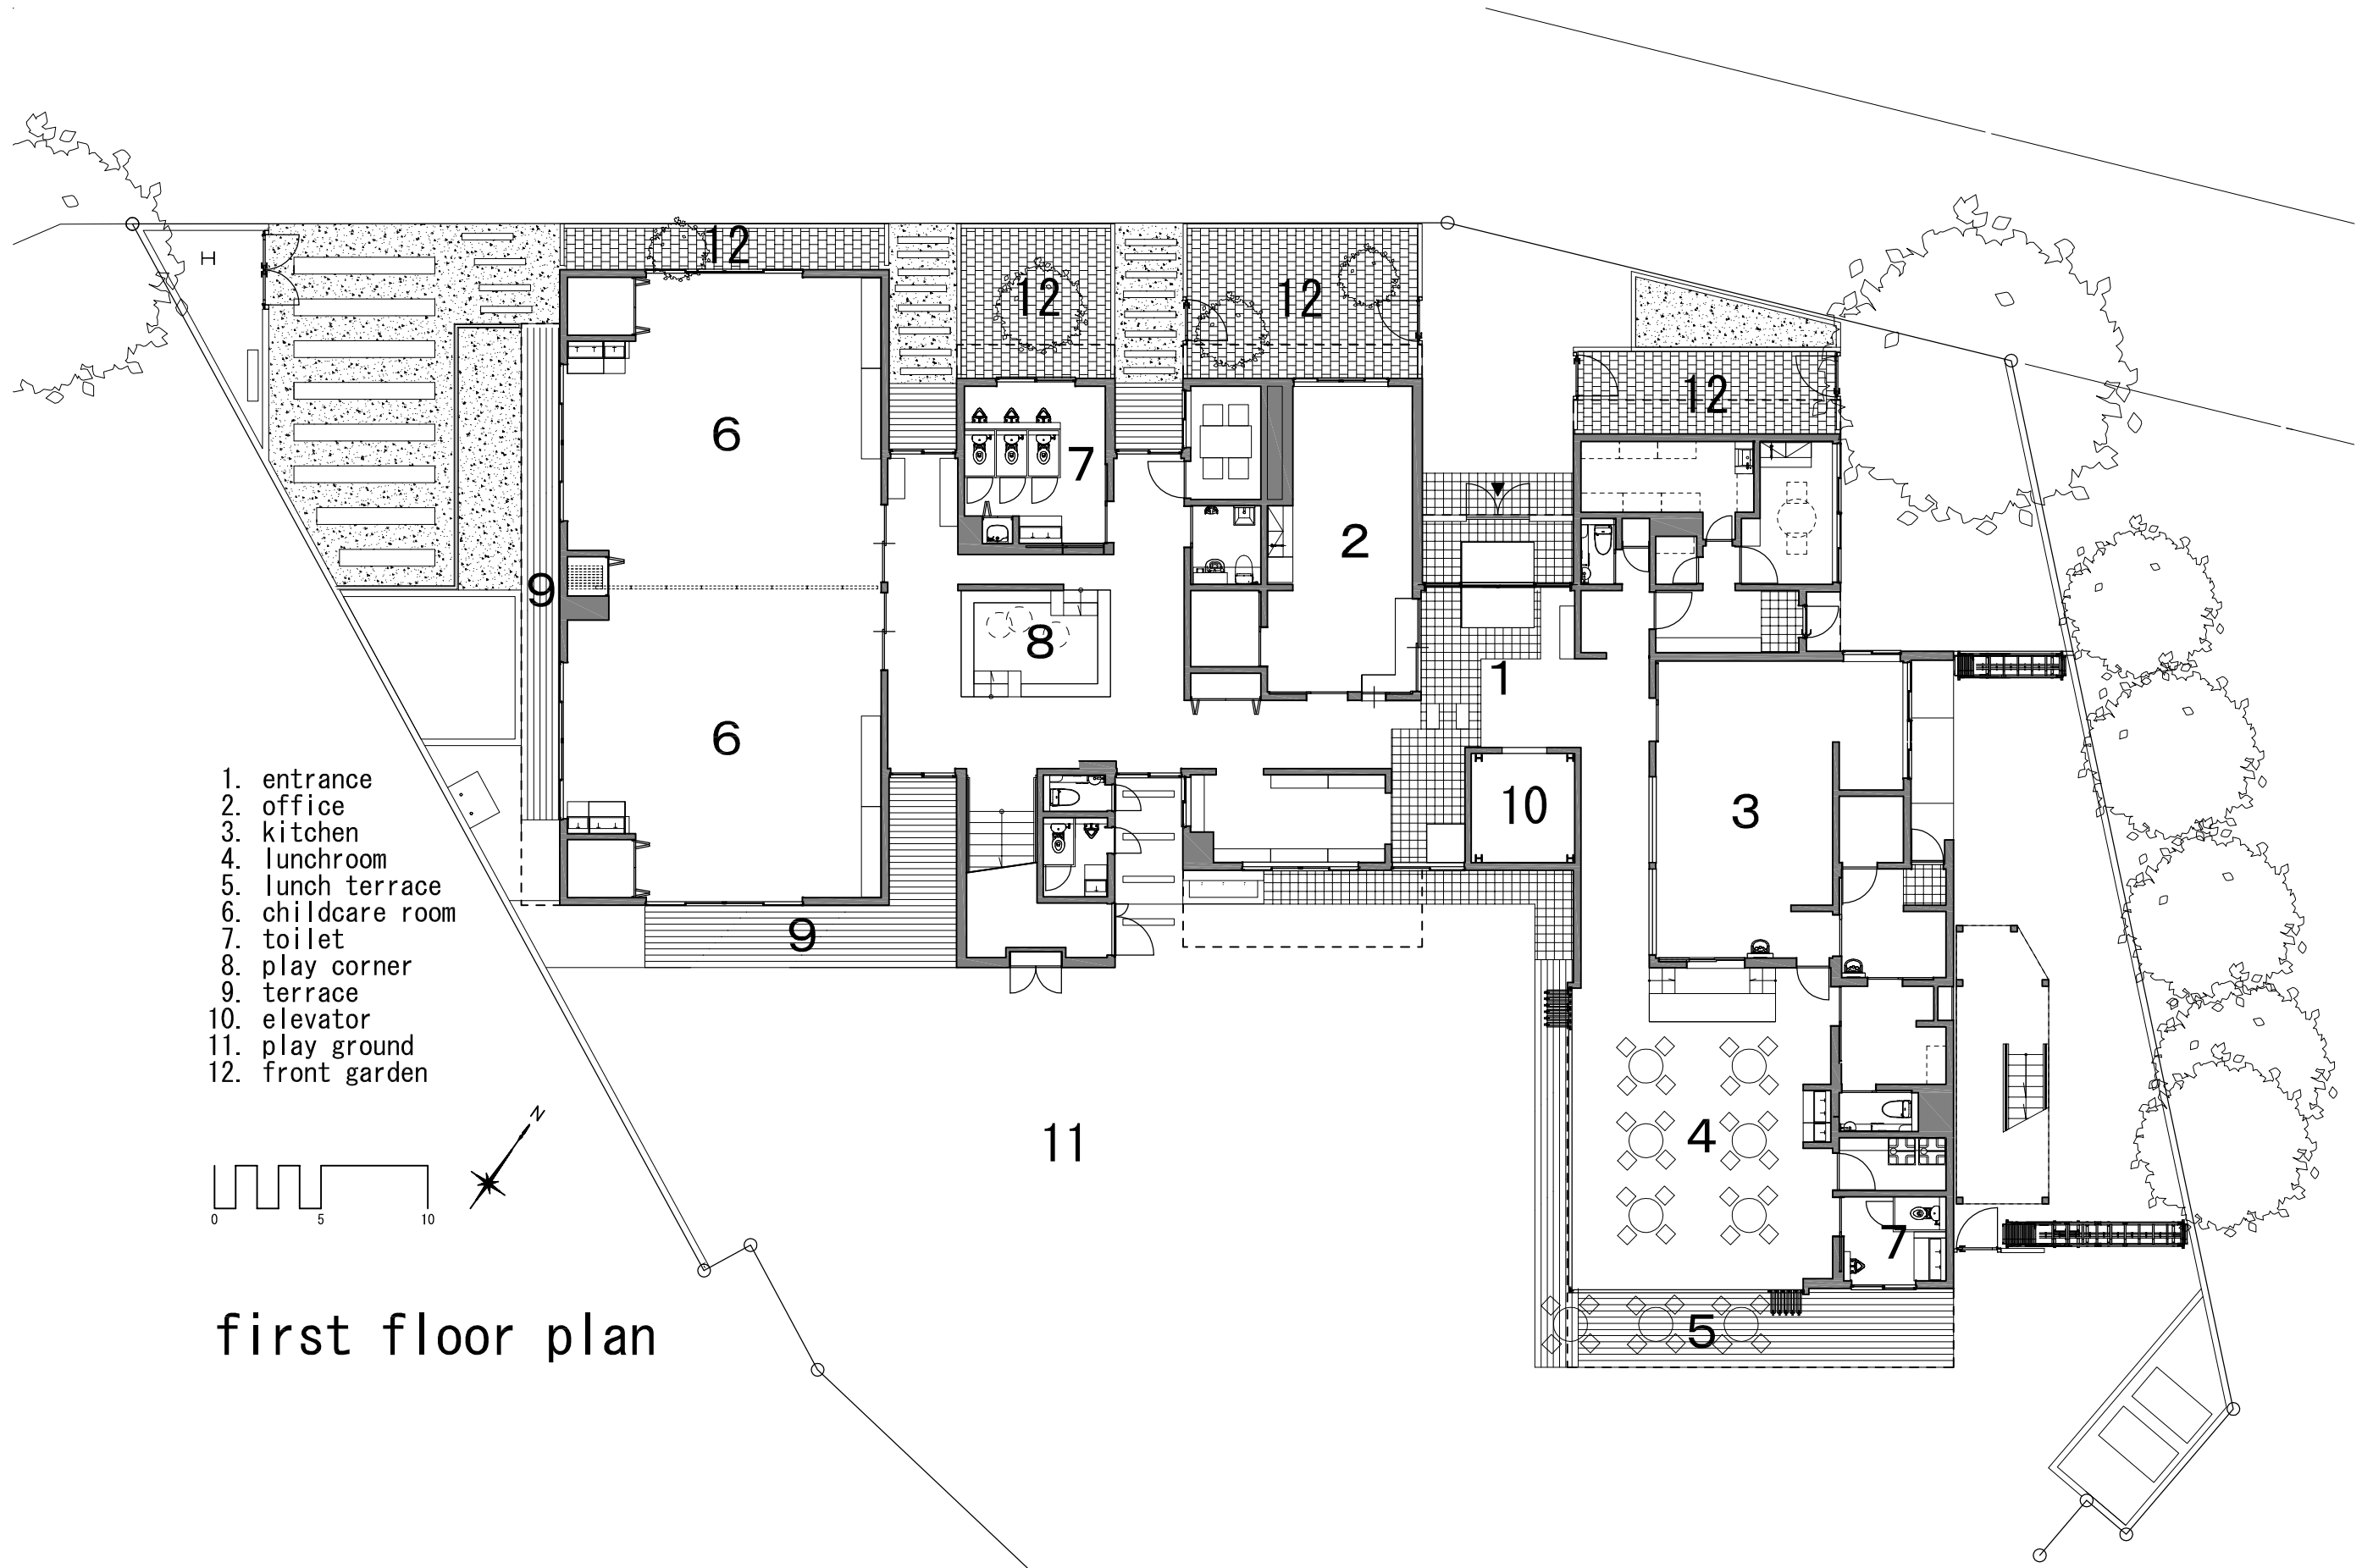 H
12
12
12
12
6
7
2
9
8
1
6
3
10
1. entrance
2. office
3. kitchen
4. lunchroom
5. lunch terrace
6. childcare room
7. toilet
8. play corner
9. terrace
10. elevator
11. play ground
12. front garden
9
N
11
4
0 5 10
7
first floor plan
5